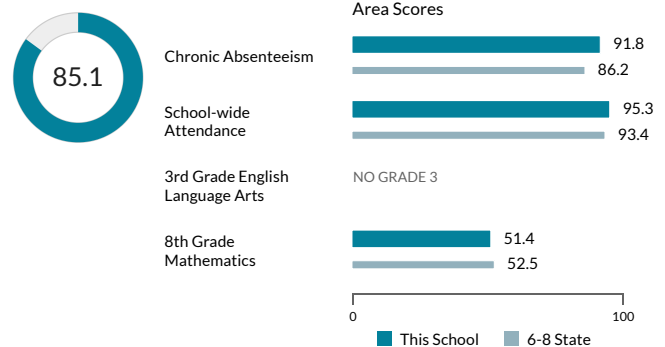 Area Scores
85.1
Chronic Absenteeism
91.8
86.2
School-wide
Attendance
95.3
93.4
3rd Grade English
Language Arts
NO GRADE 3
8th Grade
Mathematics
51.4
52.5
0
100
This School
6-8 State